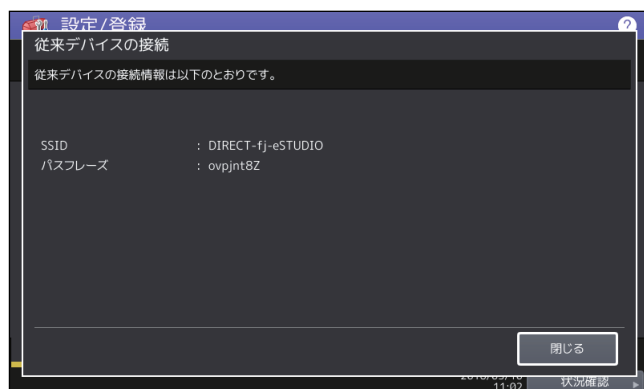 設定/登録
?
従来デバイスの接続
従来デバイスの接続情報は以下のとおりです。
SSID : DIRECT-fj-eSTUDIO
パスフレーズ : ovpjnt8Z
閉じる
11:02
状況確認